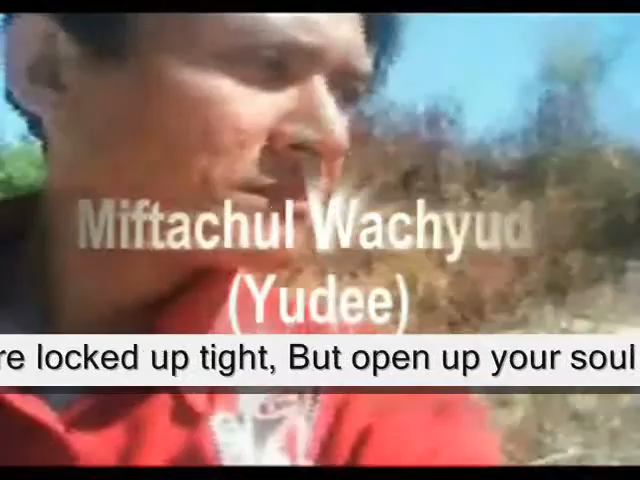 Miftachul Wachyud
(Yudee)
re locked up tight, But open up your soul